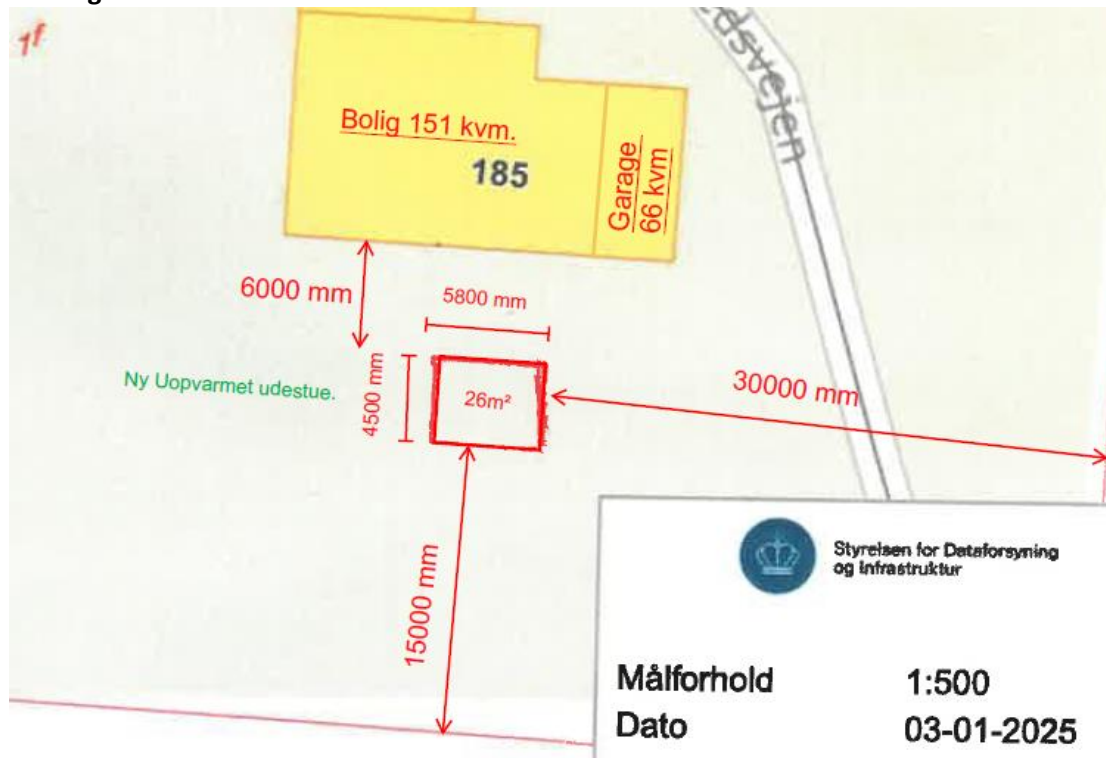 1f
Bolig 151 kvm.
185
Garage
66 kvm
6000 mm
5800 mm
Ny Uopvarmet udestue.
4500 mm
26m²
30000 mm
15000 mm
Styrelsen for Dataforsyning
og Infrastruktur
Målforhold 1:500
Dato 03-01-2025